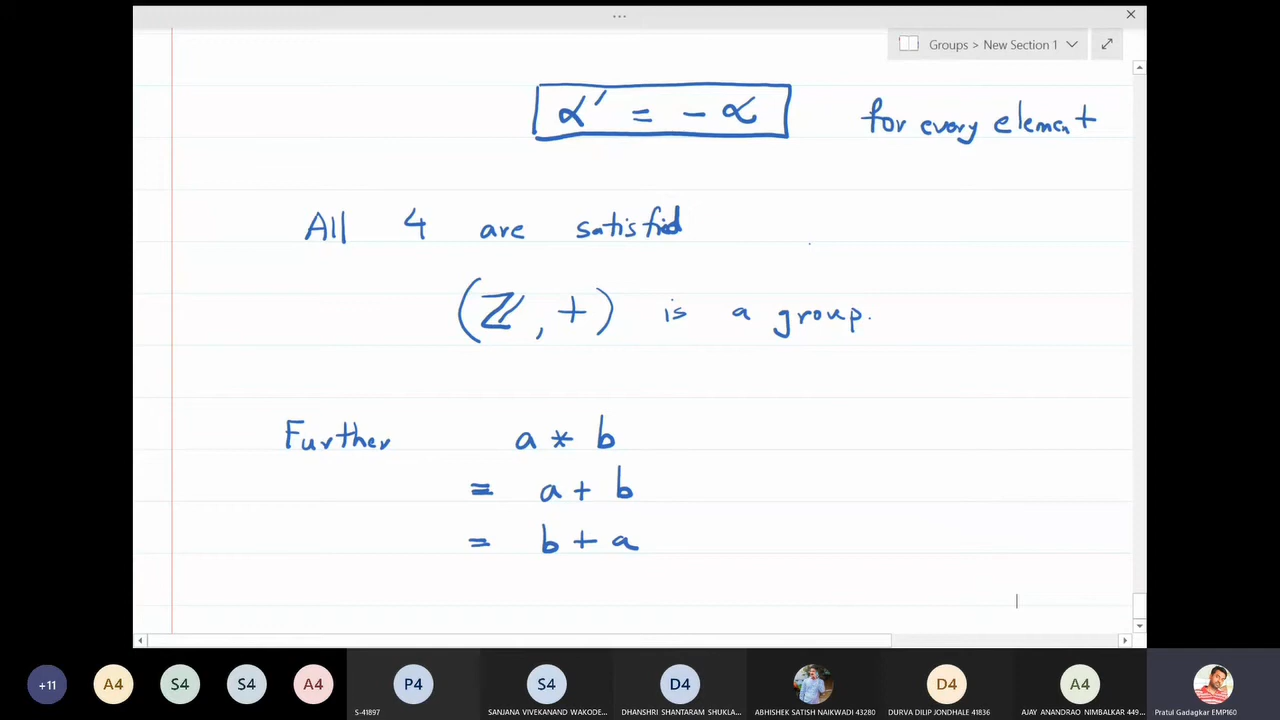 Groups > New Section 1
α′ = - α for every element
All 4 are satisfied
(ℤ, +) is a group.
Further a * b
= a + b
= b + a
+11 A4 S4 S4 A4 P4 S4 D4 D4 A4
S-41897 SANJANA VIVEKANAND WAKODE... DHANSHRI SHANTARAM SHUKLA... ABHISHEK SATISH NAIKWADI 43280 DURVA DILIP JONDHALE 41836 AJAY ANANDRAO NIMBALKAR 449... Pratul Gadagkar EMP160